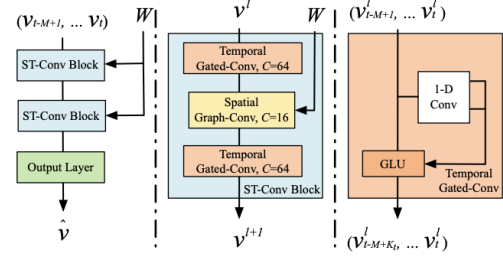 (v_{t-M+1}, ... v_t)
W
ST-Conv Block
ST-Conv Block
Output Layer
v̂
v^l
W
Temporal
Gated-Conv, C=64
Spatial
Graph-Conv, C=16
Temporal
Gated-Conv, C=64
ST-Conv Block
v^{l+1}
(v^l_{t-M+1}, ... v^l_t)
1-D
Conv
GLU
Temporal
Gated-Conv
(v^l_{t-M+K_t}, ... v^l_t)